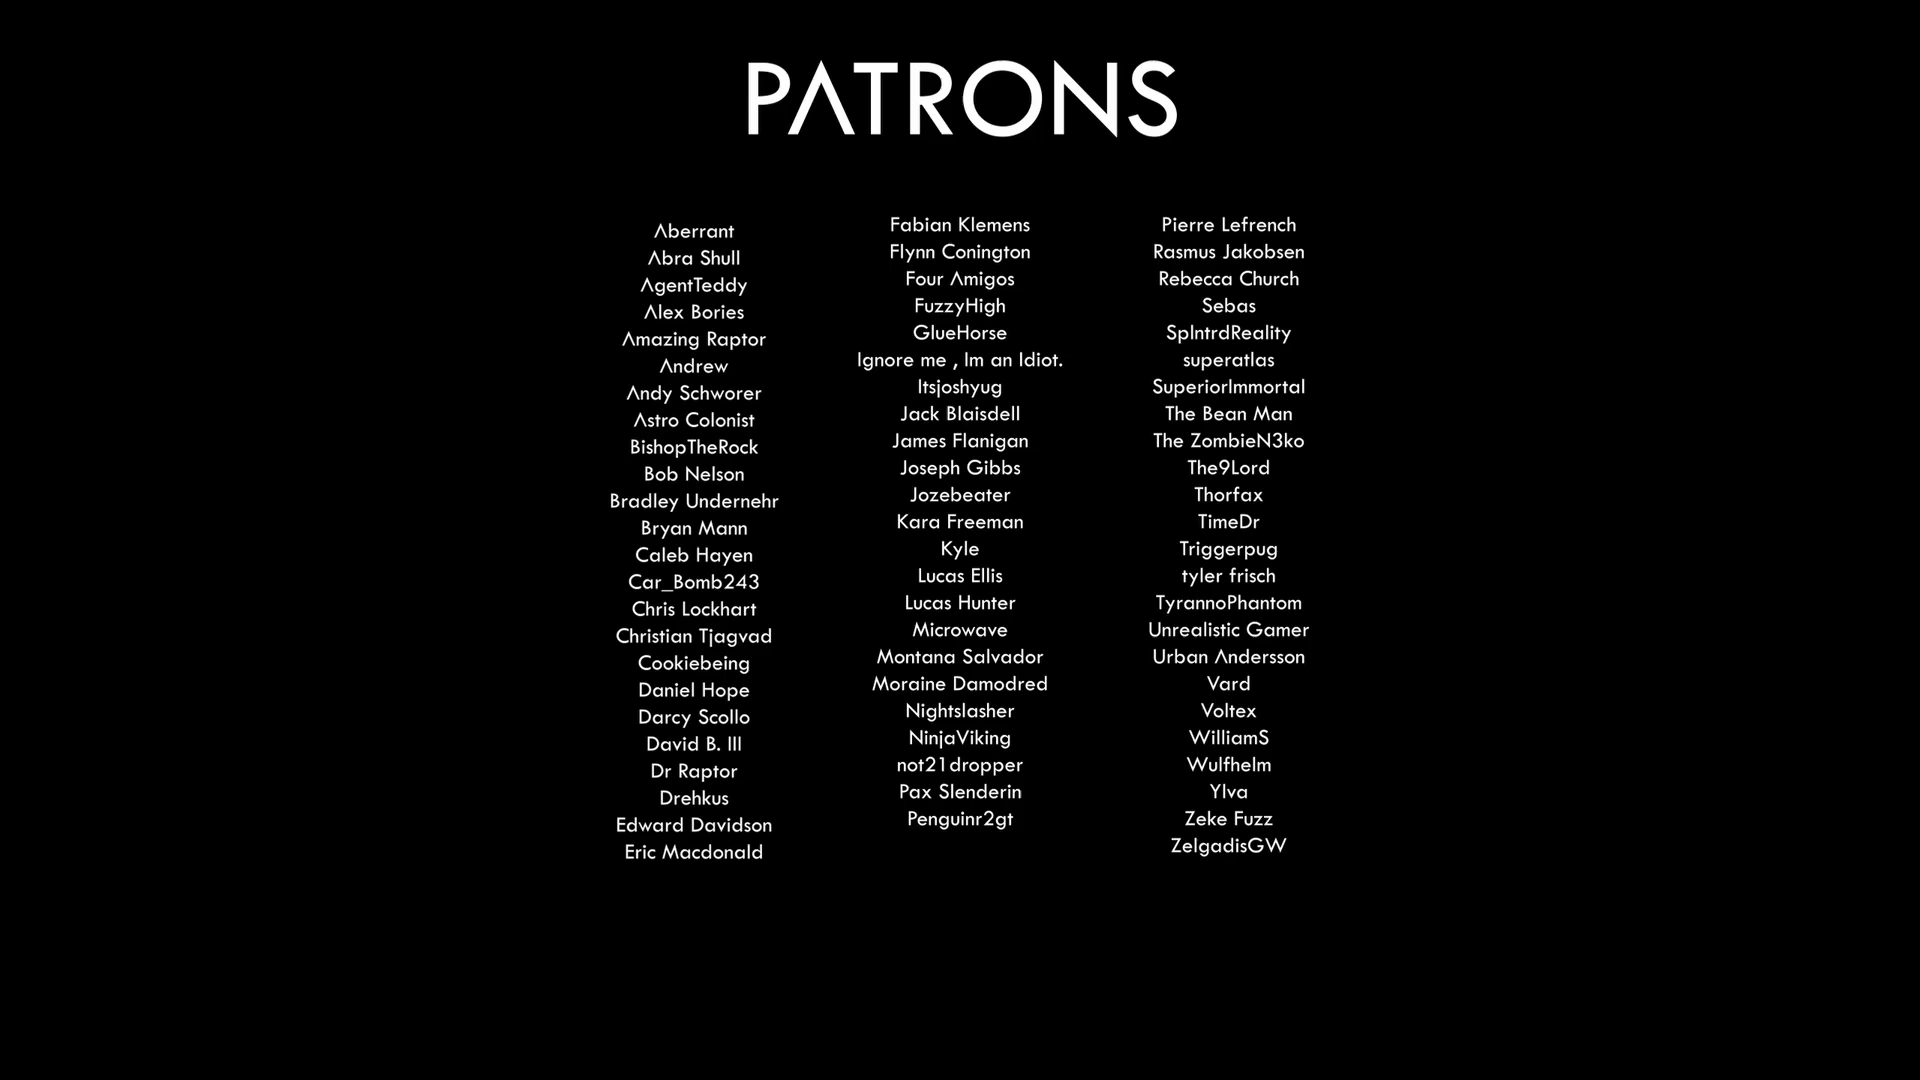 PATRONS
Aberrant
Abra Shull
AgentTeddy
Alex Bories
Amazing Raptor
Andrew
Andy Schworer
Astro Colonist
BishopTheRock
Bob Nelson
Bradley Undernehr
Bryan Mann
Caleb Hayen
Car_Bomb243
Chris Lockhart
Christian Tjagvad
Cookiebeing
Daniel Hope
Darcy Scollo
David B. III
Dr Raptor
Drehkus
Edward Davidson
Eric Macdonald
Fabian Klemens
Flynn Conington
Four Amigos
FuzzyHigh
GlueHorse
Ignore me , Im an Idiot.
Itsjoshyug
Jack Blaisdell
James Flanigan
Joseph Gibbs
Jozebeater
Kara Freeman
Kyle
Lucas Ellis
Lucas Hunter
Microwave
Montana Salvador
Moraine Damodred
Nightslasher
NinjaViking
not21dropper
Pax Slenderin
Penguinr2gt
Pierre Lefrench
Rasmus Jakobsen
Rebecca Church
Sebas
SplntrdReality
superatlas
SuperiorImmortal
The Bean Man
The ZombieN3ko
The9Lord
Thorfax
TimeDr
Triggerpug
tyler frisch
TyrannoPhantom
Unrealistic Gamer
Urban Andersson
Vard
Voltex
WilliamS
Wulfhelm
Ylva
Zeke Fuzz
ZelgadisGW